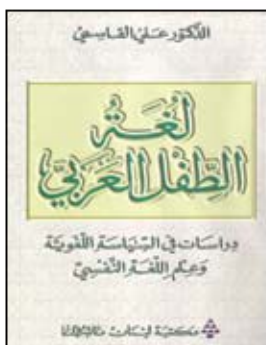 الدكتور علي القاسمي
لغة
الطفل العربي
دراسات في السياسة اللغوية
وعلم اللغة النفسي
مكتبة لبنان ناشرون